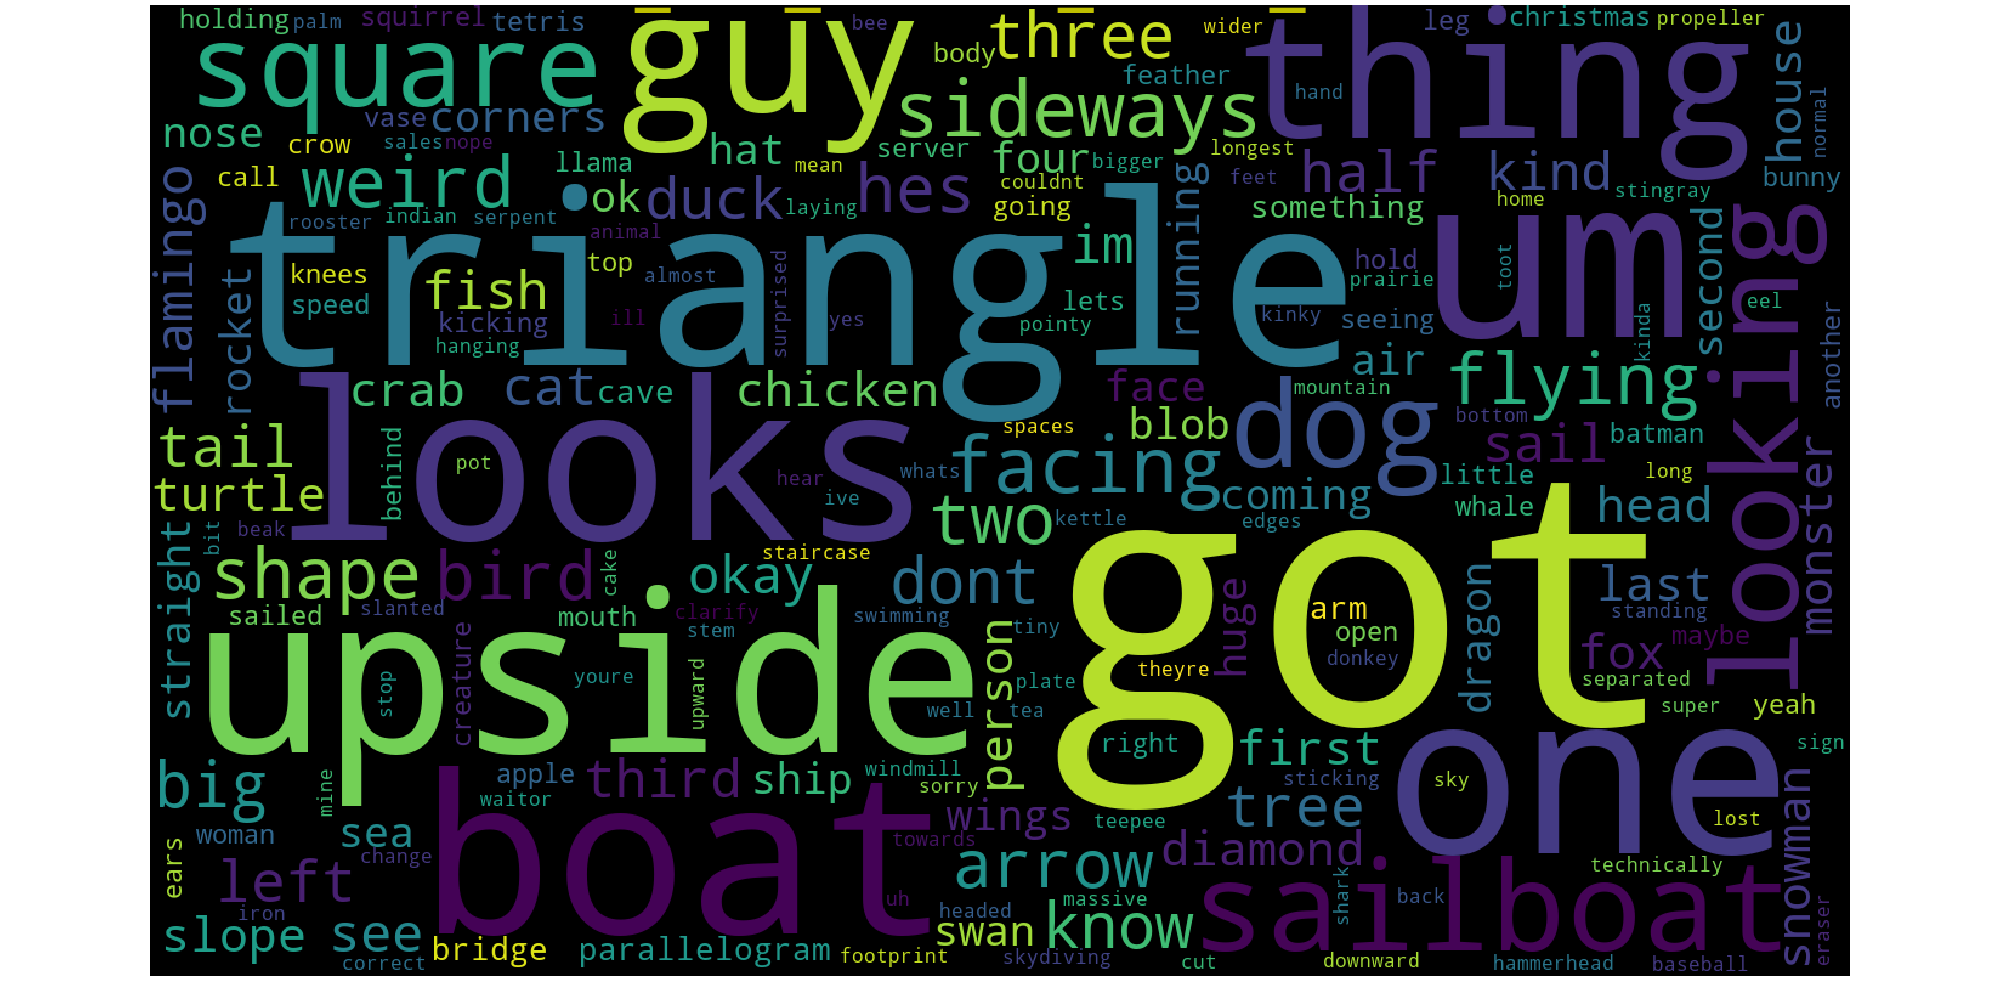 holding palm squirrel tetris bee body three wider leg christmas propeller
square guy thing house
feather hand
vase corners sideways normal
nose crow sales nope hat server four bigger longest half kind
call weird llama mean couldnt feet stingray bunny
flamingo ok duck laying hes going running something home
rooster indian serpent animal im second
triangle um looking
rocket knees top almost surprised hold toot prairie eel
speed fish lets kinky seeing kinda another
kicking ill yes pointy
hanging air flying
crab cat cave chicken face mountain bottom
looks dog
tail behind pot spaces blob sail batman
turtle hear whats facing coming little long monster
ive whale head
straight bit beak two kettle edges
got
shape bird cake staircase okay dont huge last
sailed slanted mouth clarify swimming tiny arm standing
upside creature stem person open dragon fox maybe
stop youre upward theyre donkey separated
plate super yeah
well tea
right first one sign
big mine apple third ship windmill wings sticking sky snowman
waitor sorry tree lost
woman sea boat towards teepee diamond
ears left change arrow technically
iron uh massive shark back sailboat eraser
slope see headed know
correct bridge parallelogram footprint swan skydiving cut downward hammerhead baseball